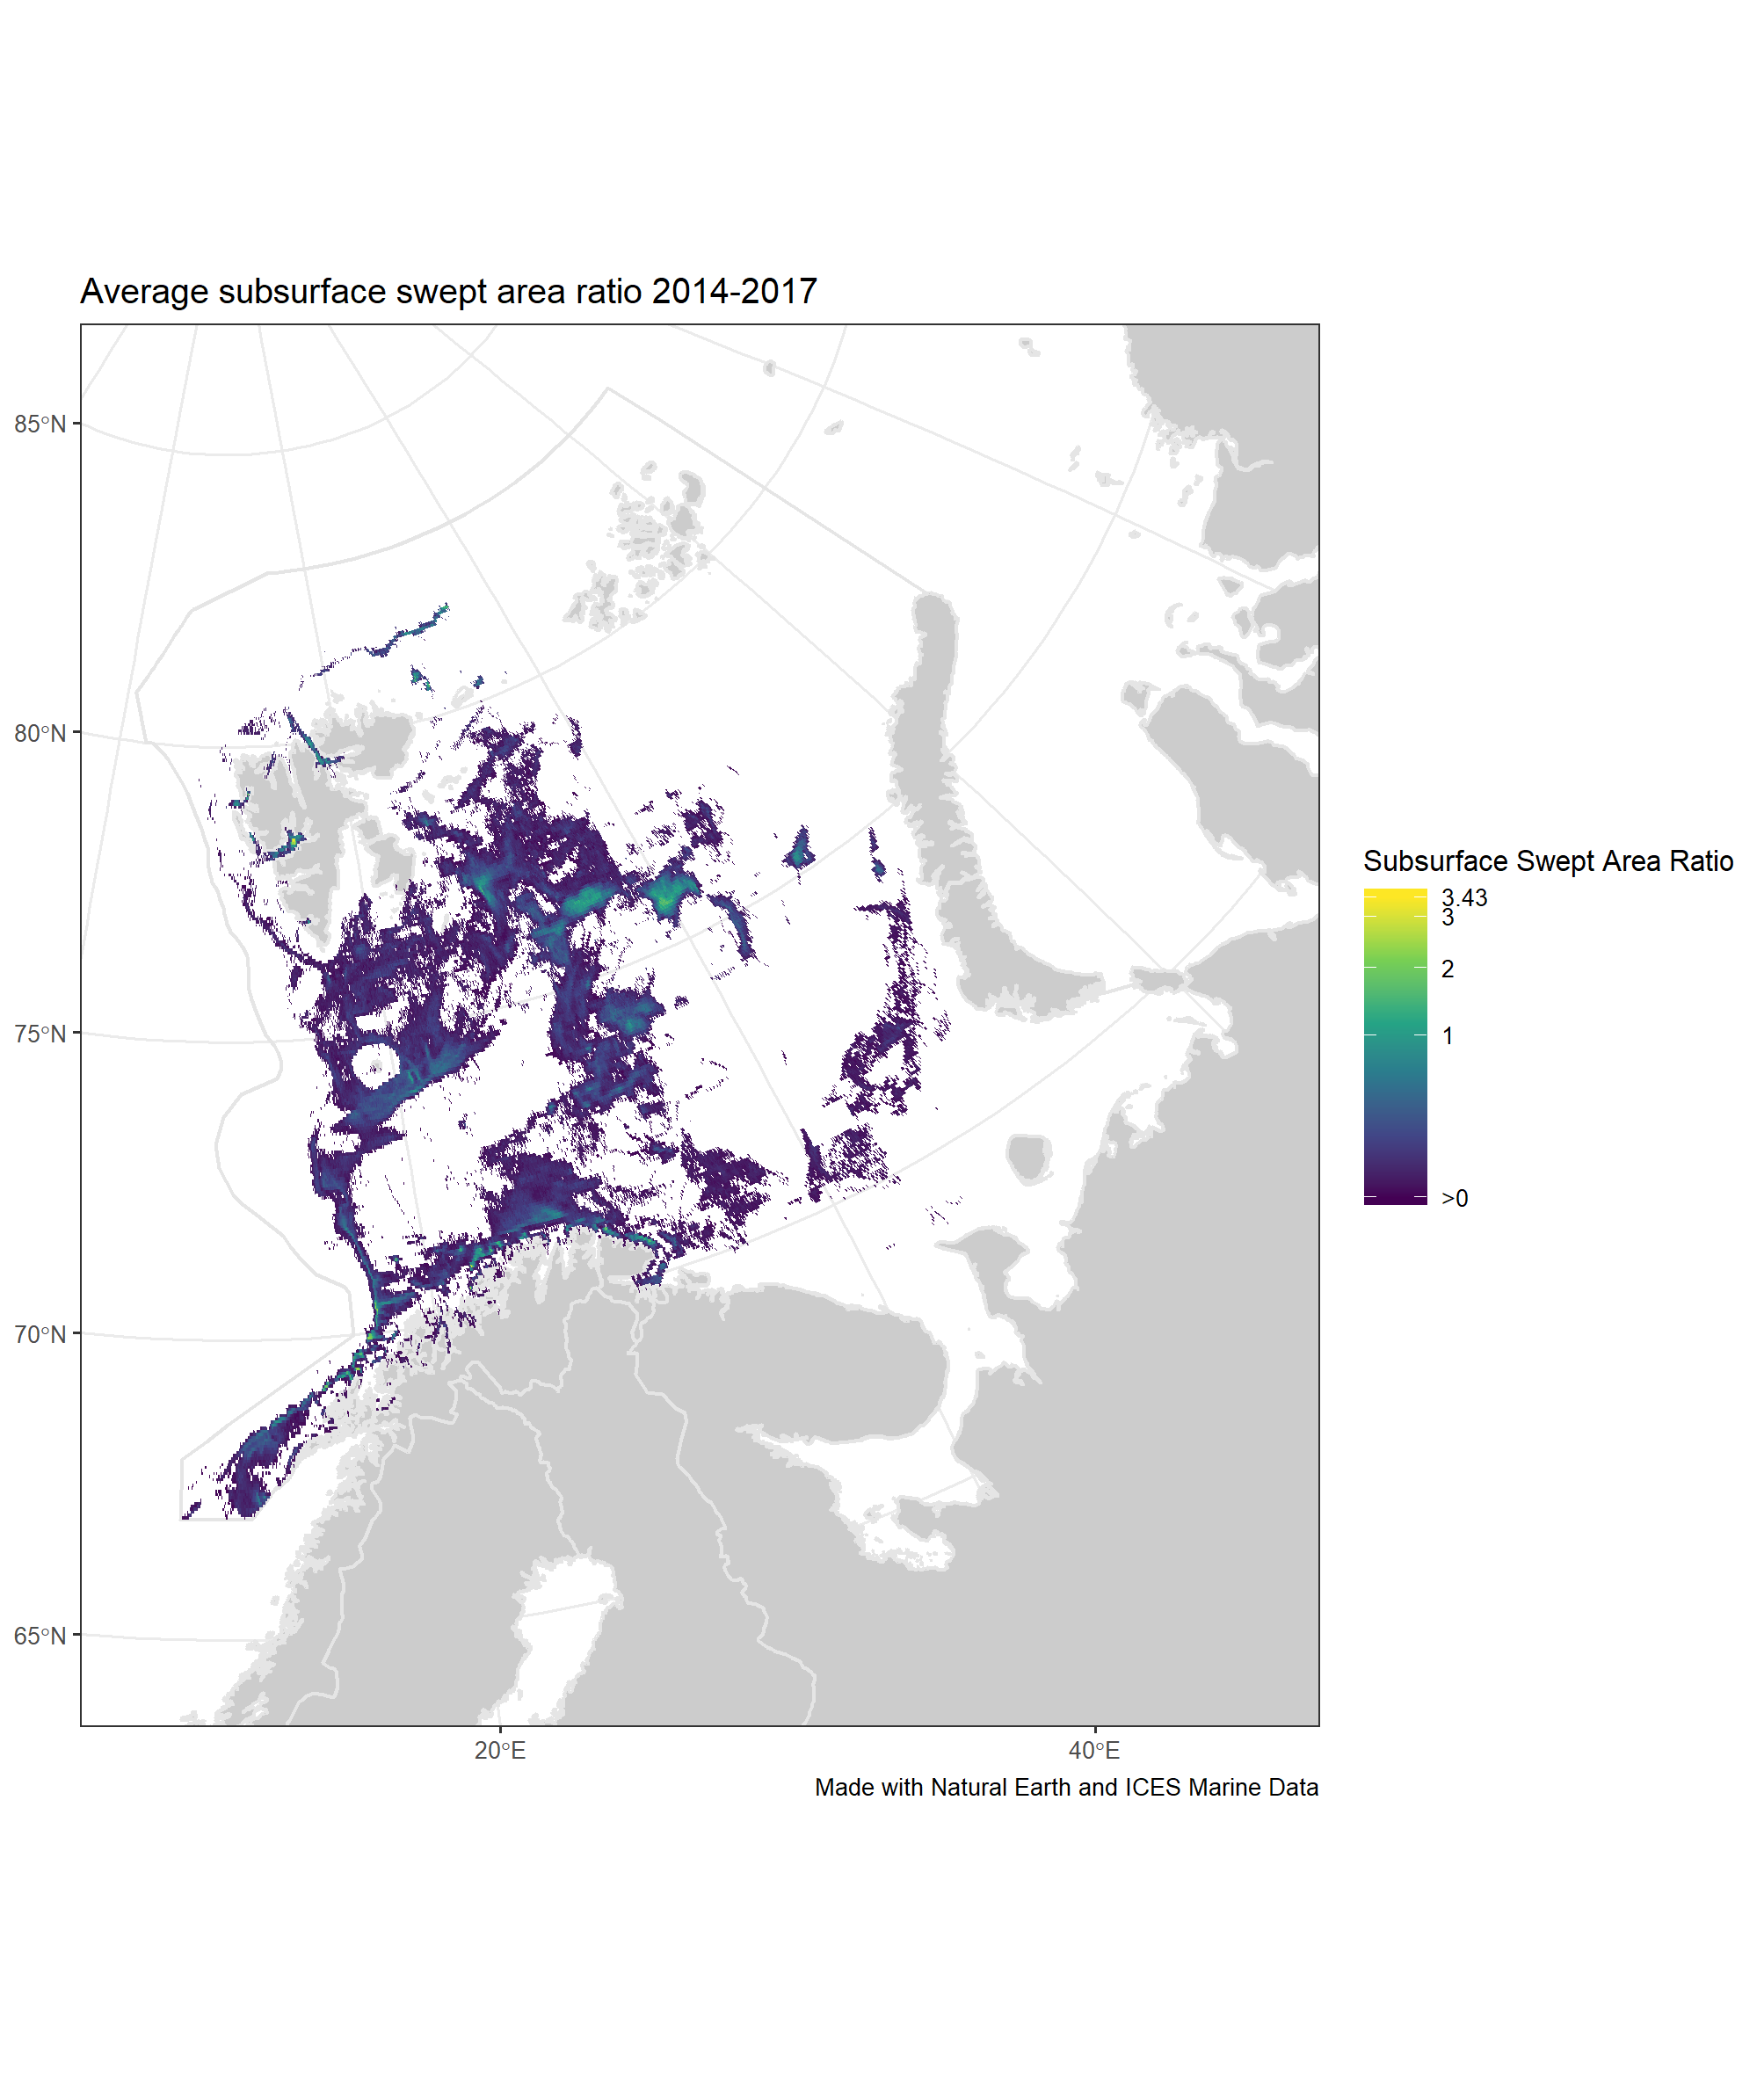 Average subsurface swept area ratio 2014-2017
85°N
80°N
75°N
70°N
65°N
20°E
40°E
Subsurface Swept Area Ratio
3.43
3
2
1
>0
Made with Natural Earth and ICES Marine Data